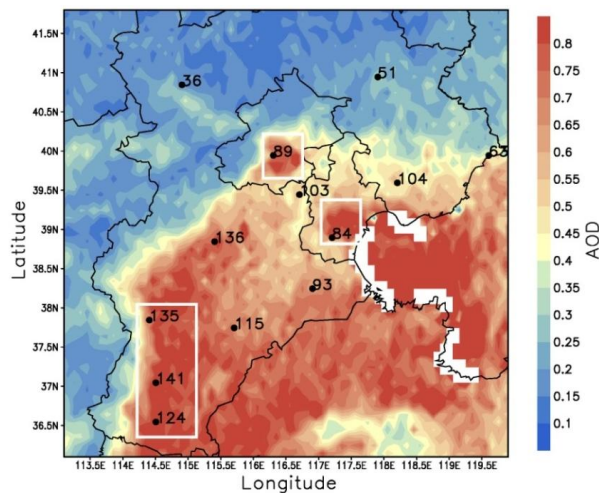 41.5N
41N
40.5N
40N
39.5N
39N
38.5N
38N
37.5N
37N
36.5N
Latitude
36
51
89
63
103
104
84
136
93
135
115
141
124
113.5E
114E
114.5E
115E
115.5E
116E
116.5E
117E
117.5E
118E
118.5E
119E
119.5E
Longitude
0.8
0.75
0.7
0.65
0.6
0.55
0.5
0.45
0.4
0.35
0.3
0.25
0.2
0.15
0.1
AOD